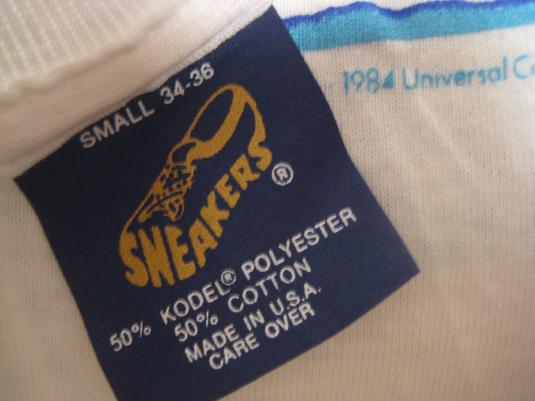 SMALL 34-36
SNEAKERS®
50% KODEL® POLYESTER
50% COTTON
MADE IN U.S.A.
CARE OVER
1984 Universal C